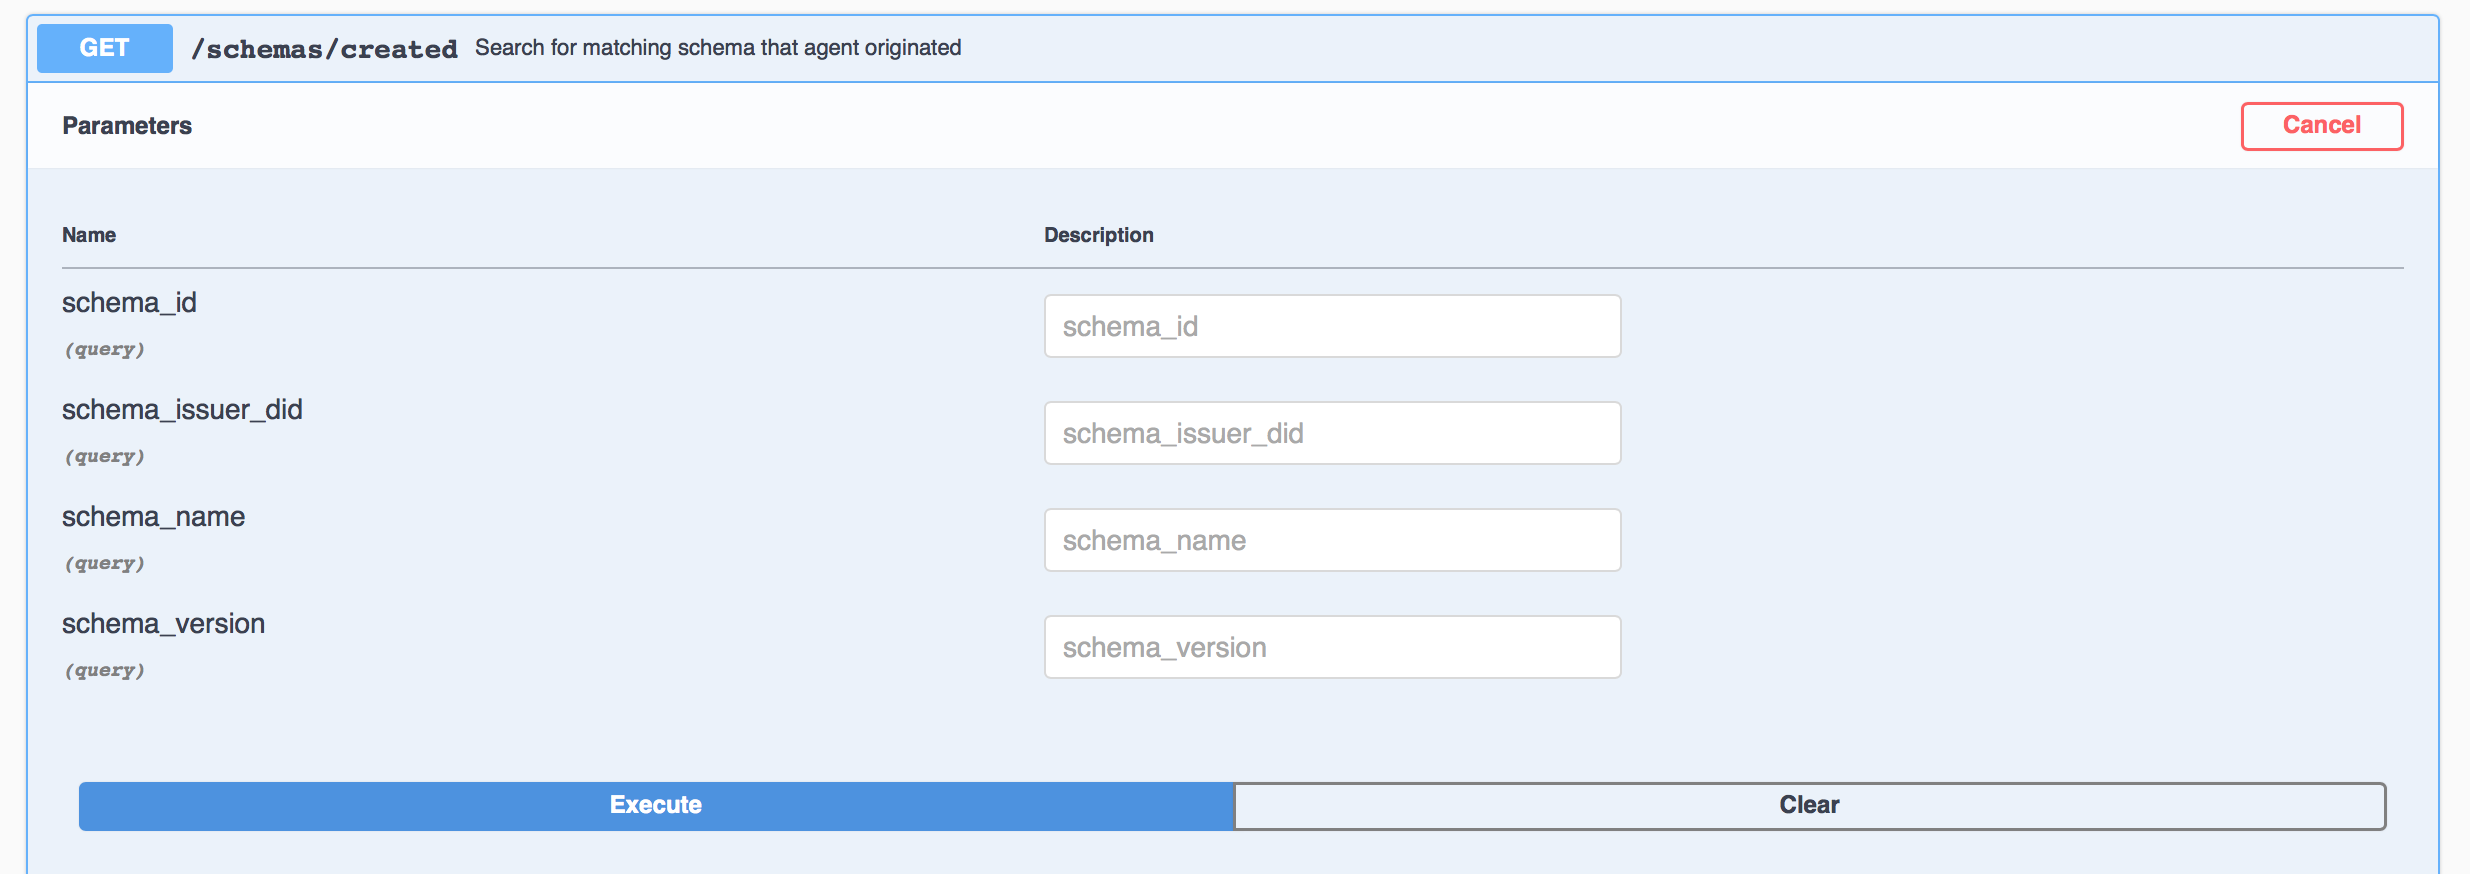 GET /schemas/created Search for matching schema that agent originated
Parameters Cancel
Name Description
schema_id
(query)
schema_id
schema_issuer_did
(query)
schema_issuer_did
schema_name
(query)
schema_name
schema_version
(query)
schema_version
Execute Clear